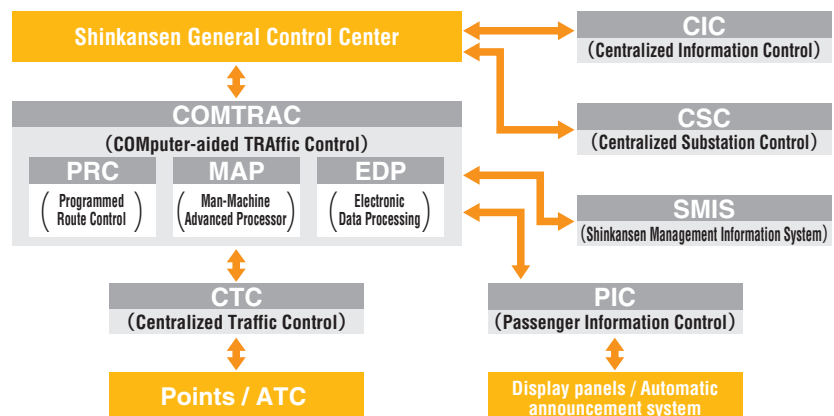 Shinkansen General Control Center
CIC
(Centralized Information Control)
COMTRAC
(COMputer-aided TRAffic Control)
CSC
(Centralized Substation Control)
PRC
(Programmed
Route Control)
MAP
(Man-Machine
Advanced Processor)
EDP
(Electronic
Data Processing)
SMIS
(Shinkansen Management Information System)
CTC
(Centralized Traffic Control)
PIC
(Passenger Information Control)
Points / ATC
Display panels / Automatic
announcement system